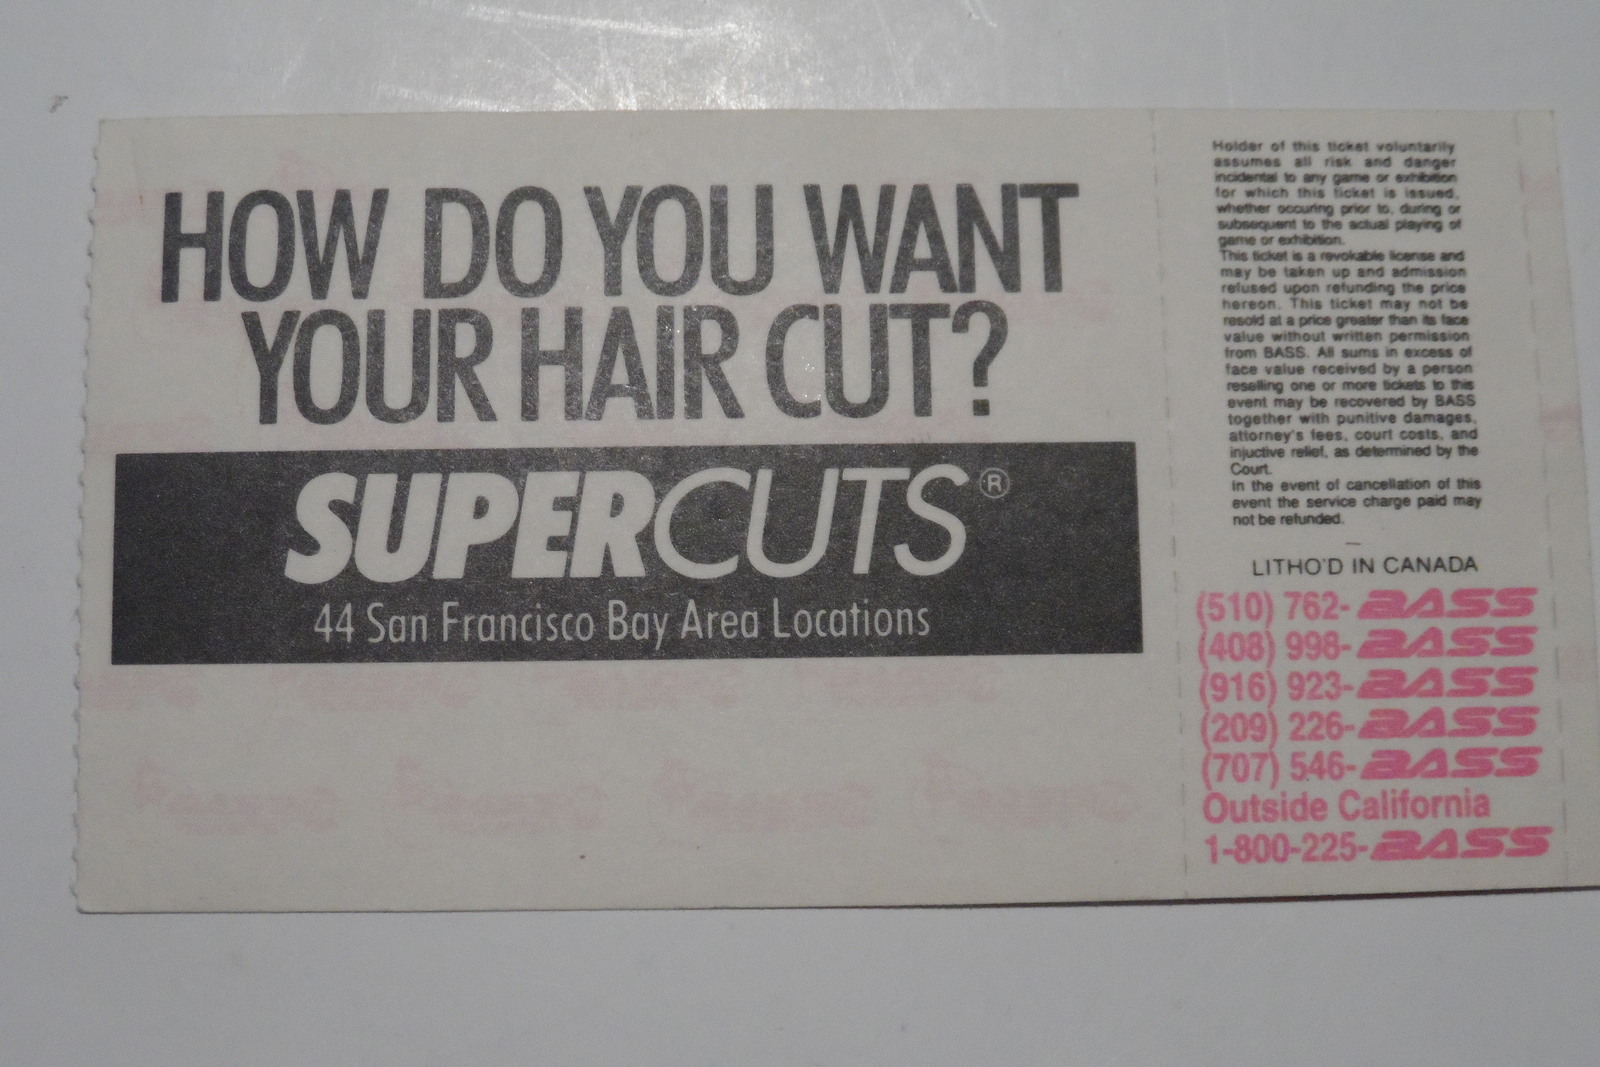 HOW DO YOU WANT
YOUR HAIR CUT?
SUPERCUTS®
44 San Francisco Bay Area Locations
Holder of this ticket voluntarily
assumes all risk and danger
incidental to any game or exhibition
for which this ticket is issued,
whether occuring prior to, during or
subsequent to the actual playing of
game or exhibition.
This ticket is a revokable license and
may be taken up and admission
refused upon refunding the price
hereon. This ticket may not be
resold at a price greater than its face
value without written permission
from BASS. All sums in excess of
face value received by a person
reselling one or more tickets to this
event may be recovered by BASS
together with punitive damages,
attorney's fees, court costs, and
injuctive relief, as determined by the
Court.
In the event of cancellation of this
event the service charge paid may
not be refunded.
LITHO'D IN CANADA
(510) 762-BASS
(408) 998-BASS
(916) 923-BASS
(209) 226-BASS
(707) 546-BASS
Outside California
1-800-225-BASS